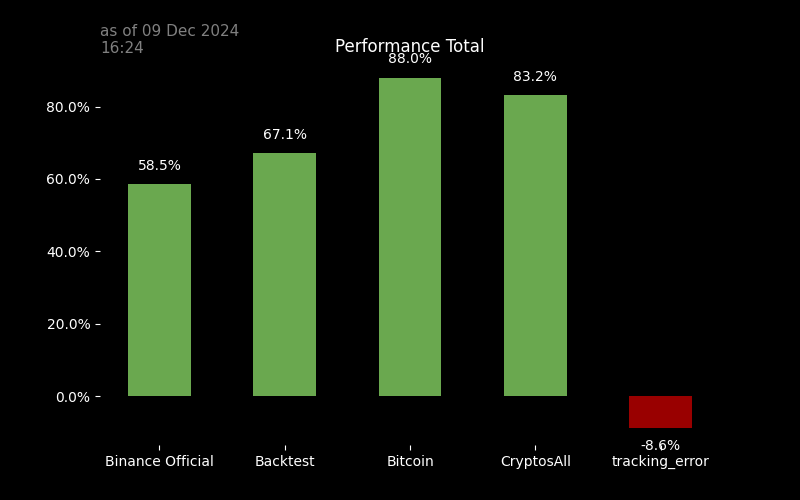 as of 09 Dec 2024
16:24
Performance Total
88.0%
83.2%
80.0%
67.1%
58.5%
60.0%
40.0%
20.0%
0.0%
-8.6%
Binance Official
Backtest
Bitcoin
CryptosAll
tracking_error